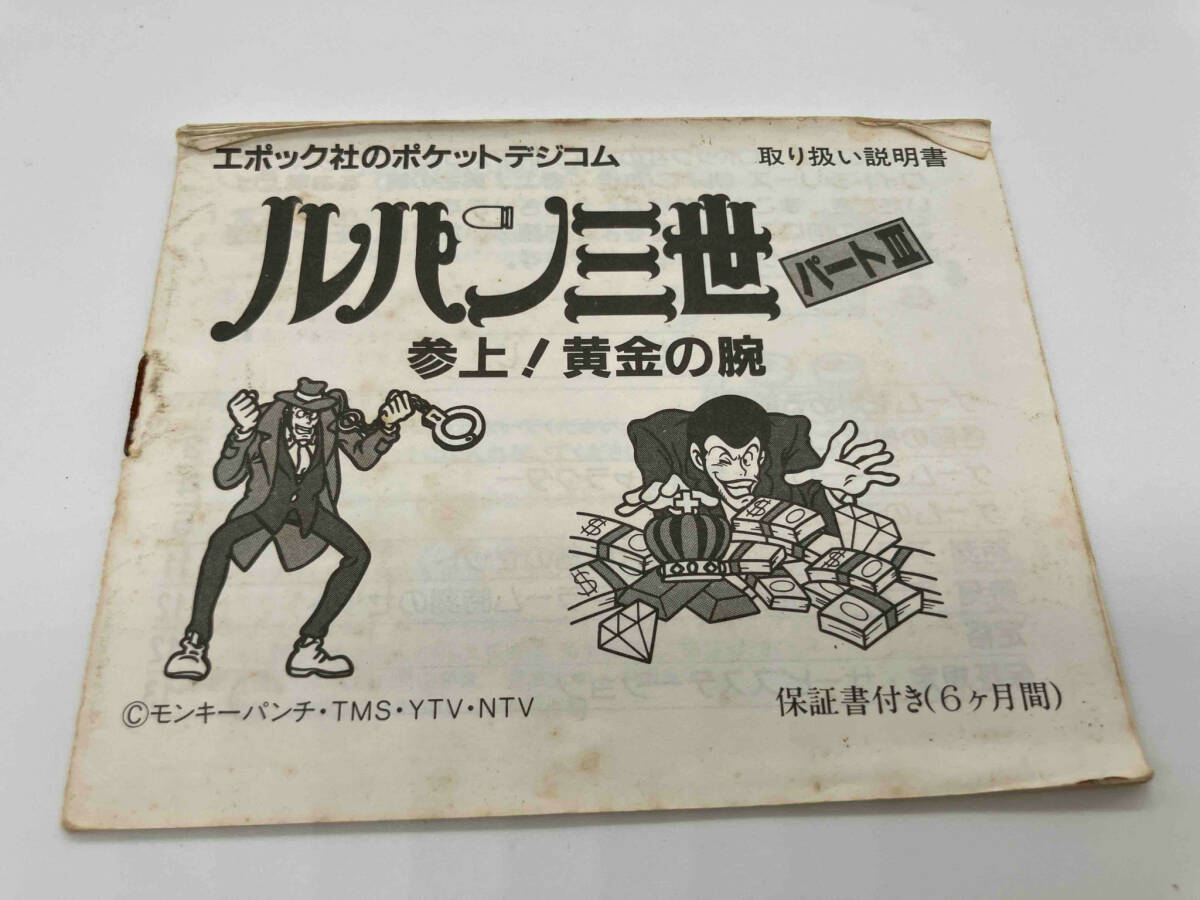 エポック社のポケットデジコム 取り扱い説明書
ルパン三世 パートIII
参上!黄金の腕
©モンキーパンチ・TMS・YTV・NTV
保証書付き(6ヶ月間)